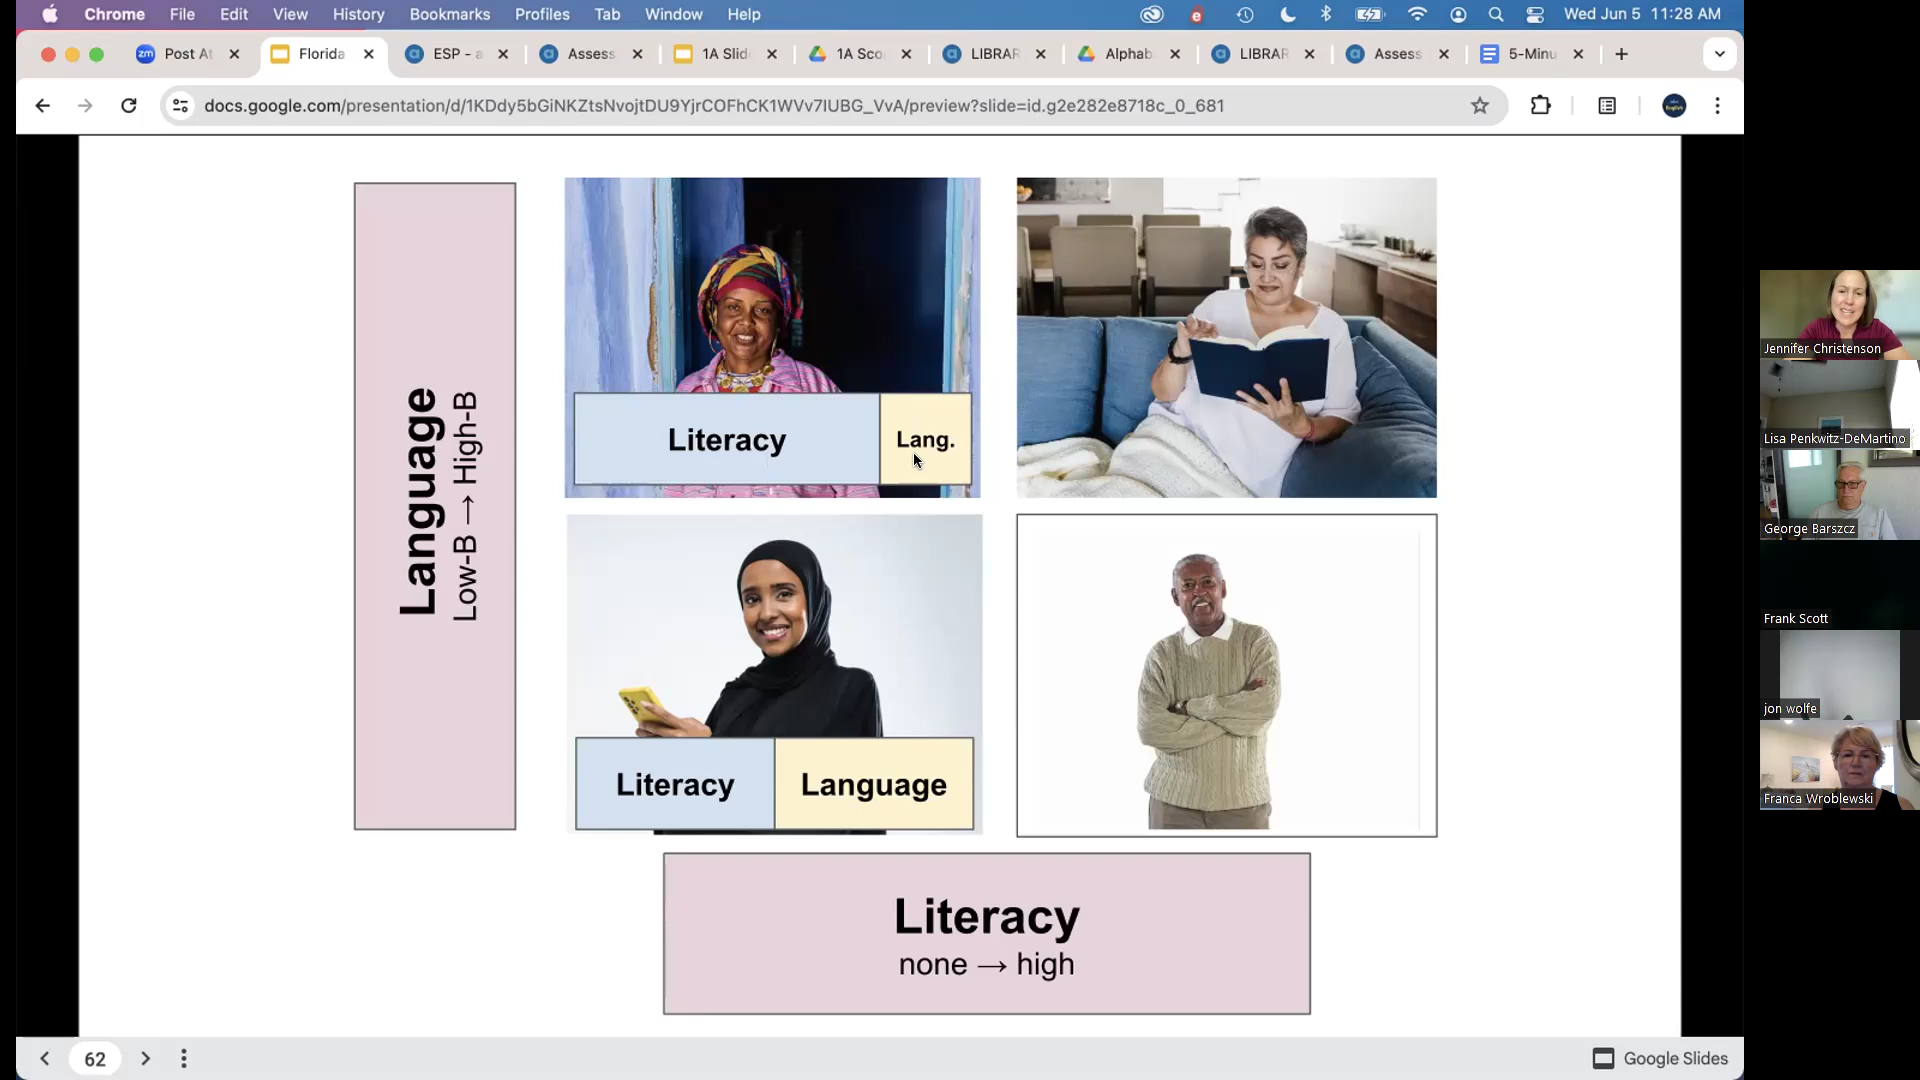 Chrome File Edit View History Bookmarks Profiles Tab Window Help Wed Jun 5 11:28 AM
zm Post At Florida ESP - a Assess 1A Slid 1A Sco LIBRAR Alphab LIBRAR Assess 5-Minu
docs.google.com/presentation/d/1KDdy5bGiNKZtsNvojtDU9YjrCOFhCK1WVv7lUBG_VvA/preview?slide=id.g2e282e8718c_0_681
Language
Low-B → High-B
Literacy Lang.
Literacy Language
Literacy
none → high
62
Google Slides
Jennifer Christenson
Lisa Penkwitz-DeMartino
George Barszcz
Frank Scott
jon wolfe
Franca Wroblewski